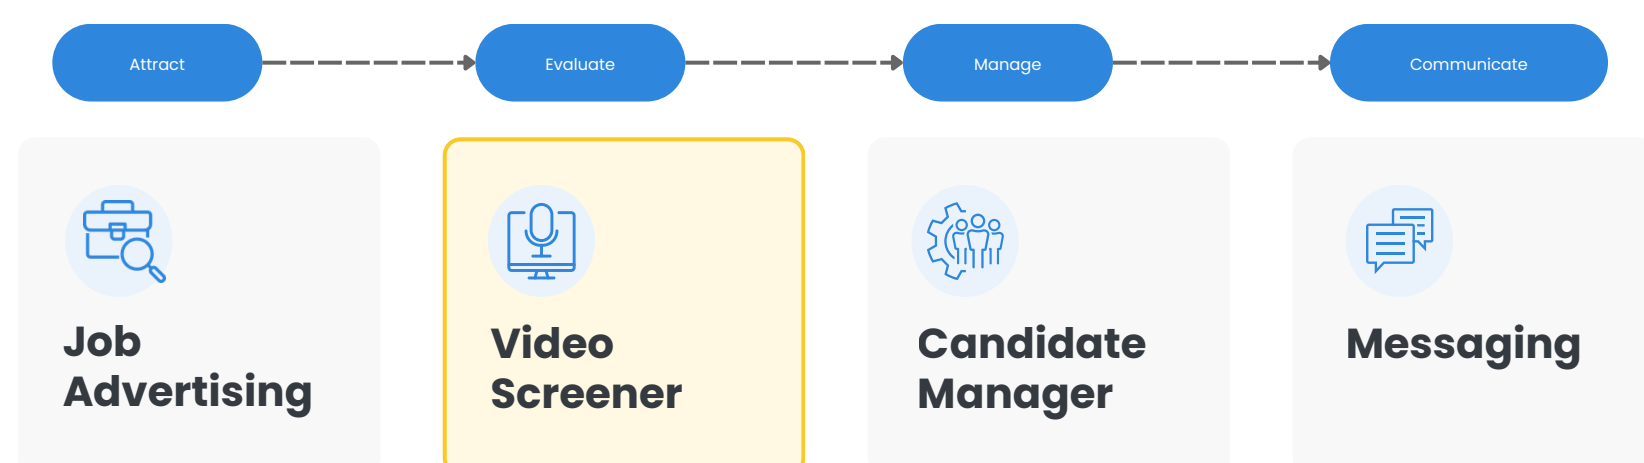 Attract
Evaluate
Manage
Communicate
Job
Advertising
Video
Screener
Candidate
Manager
Messaging